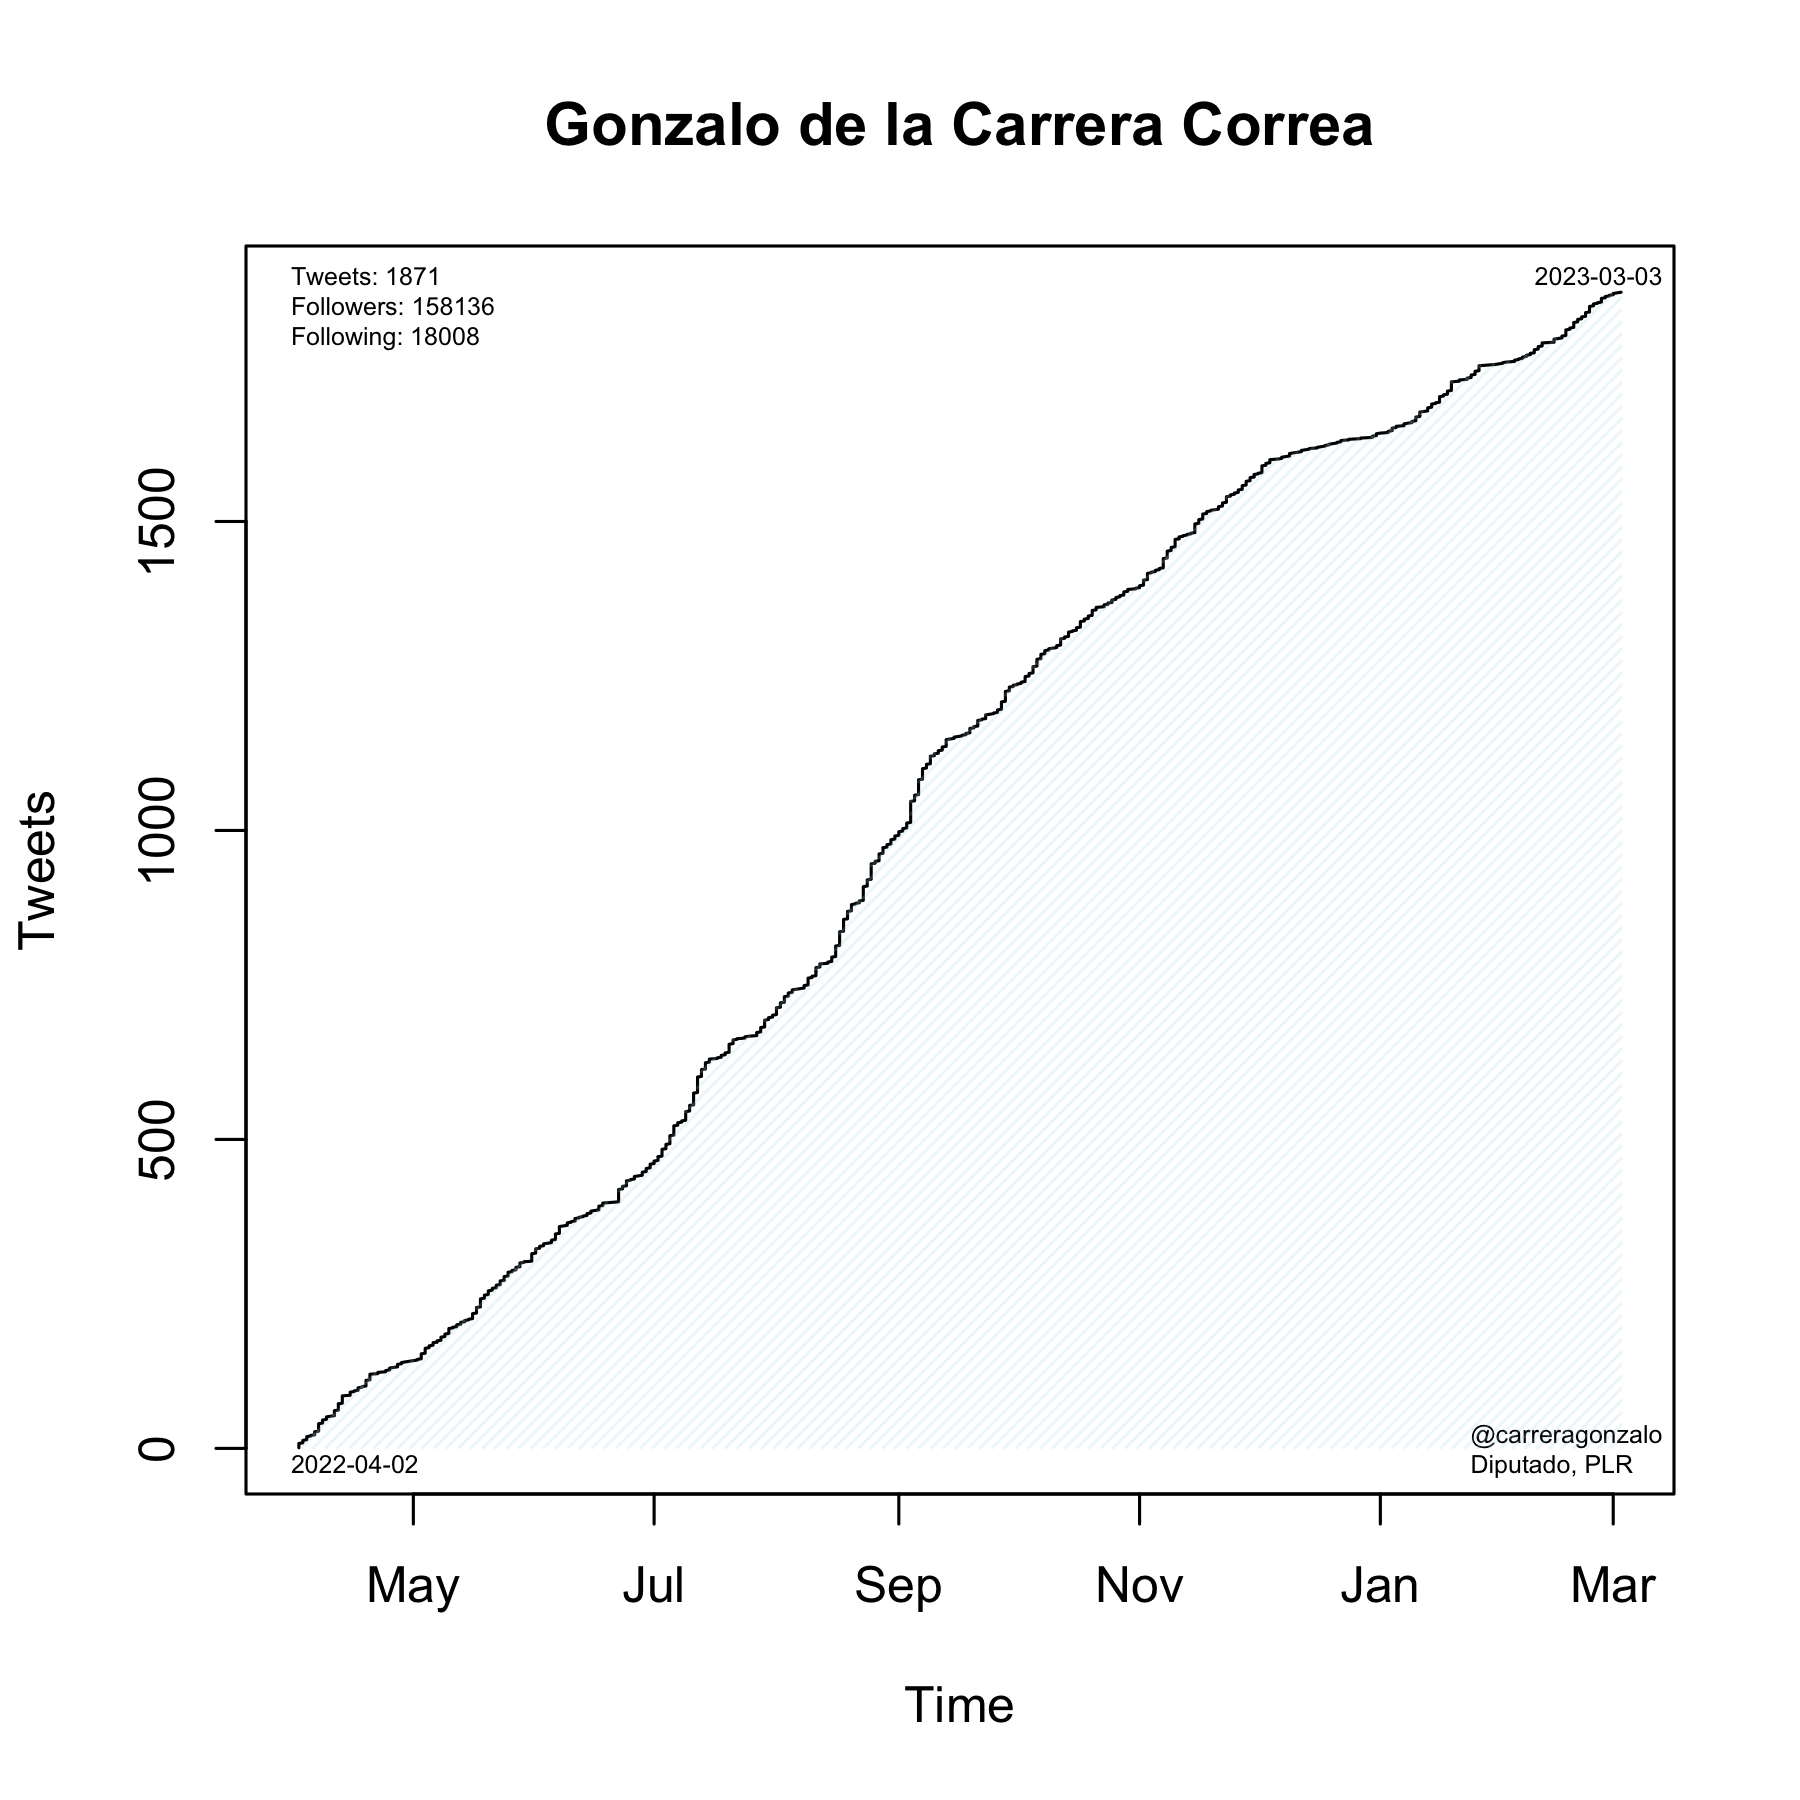 Gonzalo de la Carrera Correa
Tweets: 1871
Followers: 158136
Following: 18008
2023-03-03
Tweets
1500
1000
500
0
2022-04-02
@carreragonzalo
Diputado, PLR
May Jul Sep Nov Jan Mar
Time